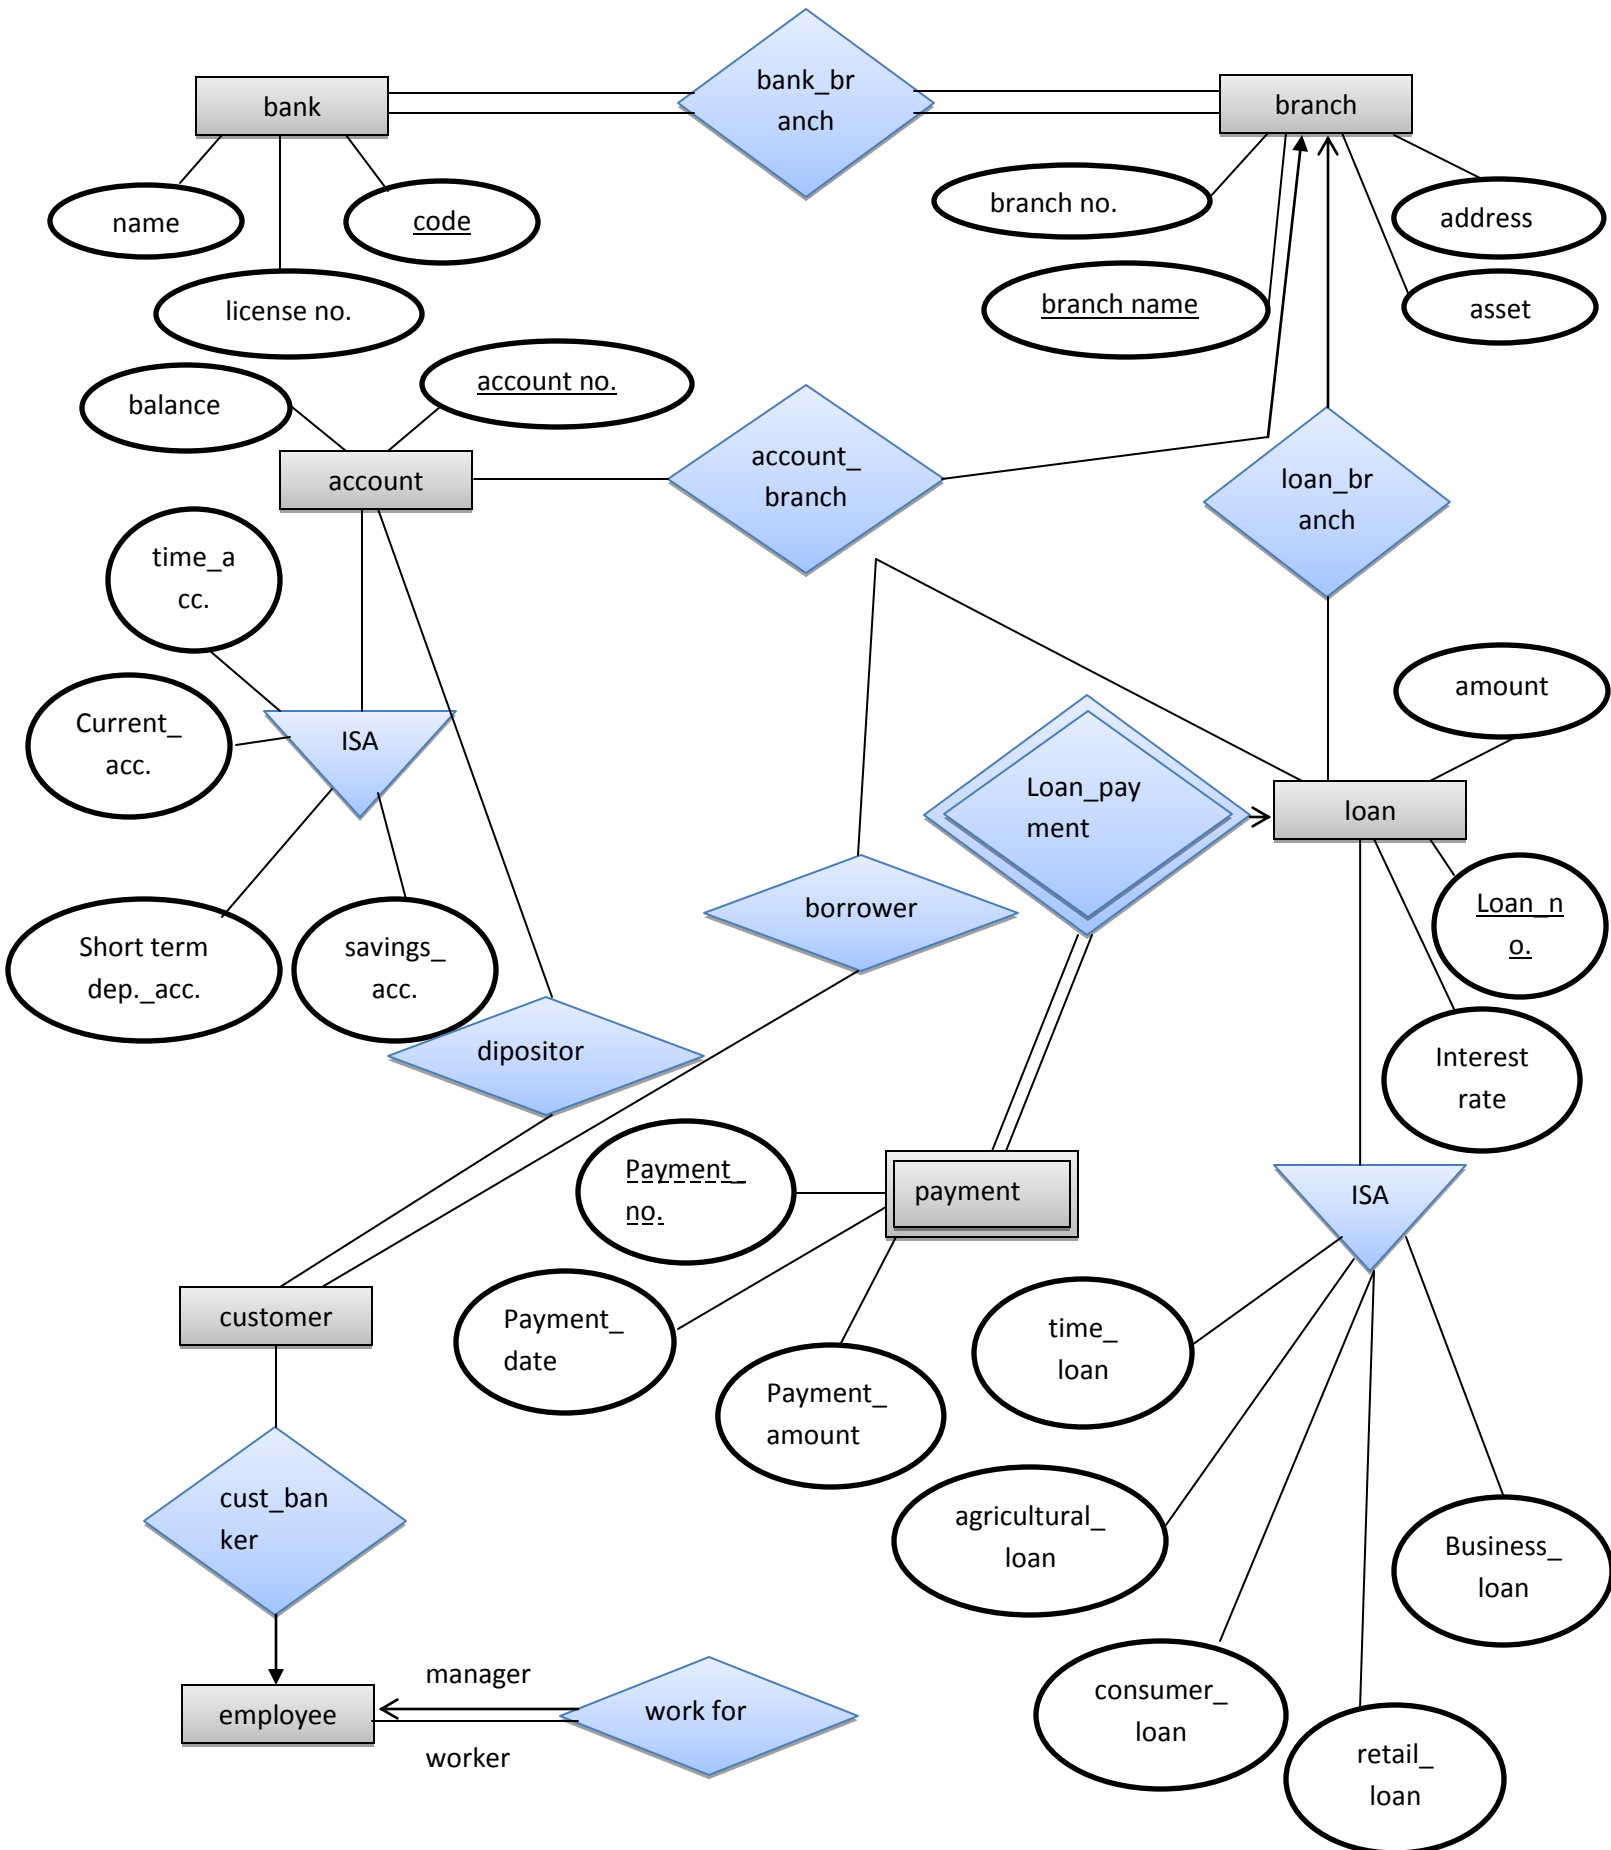 bank_br
anch
bank
branch
name
code
branch no.
address
license no.
branch name
asset
balance
account no.
account
account_
branch
loan_br
anch
time_a
cc.
Current_
acc.
ISA
amount
Loan_pay
ment
loan
borrower
Loan_n
o.
Short term
dep._acc.
savings_
acc.
dipositor
Interest
rate
Payment_
no.
payment
ISA
customer
Payment_
date
time_
loan
Payment_
amount
cust_ban
ker
agricultural_
loan
Business_
loan
manager
employee
work for
worker
consumer_
loan
retail_
loan